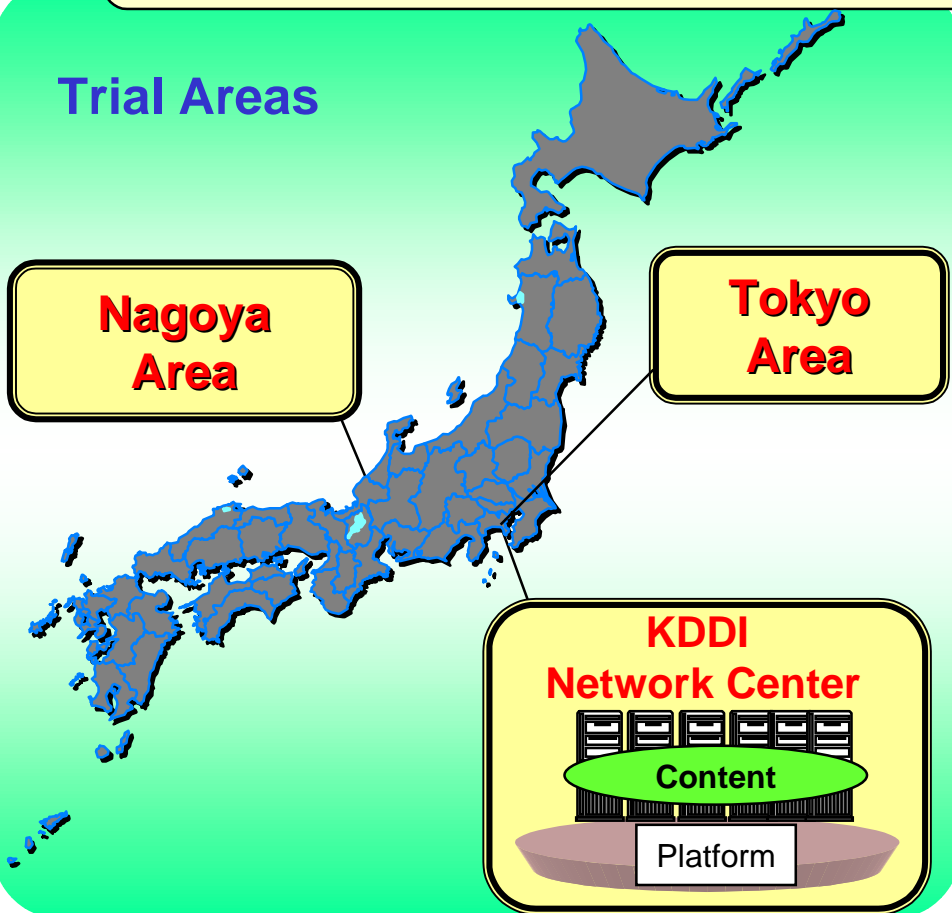 Trial Areas
Nagoya
Area
Tokyo
Area
KDDI
Network Center
Content
Platform